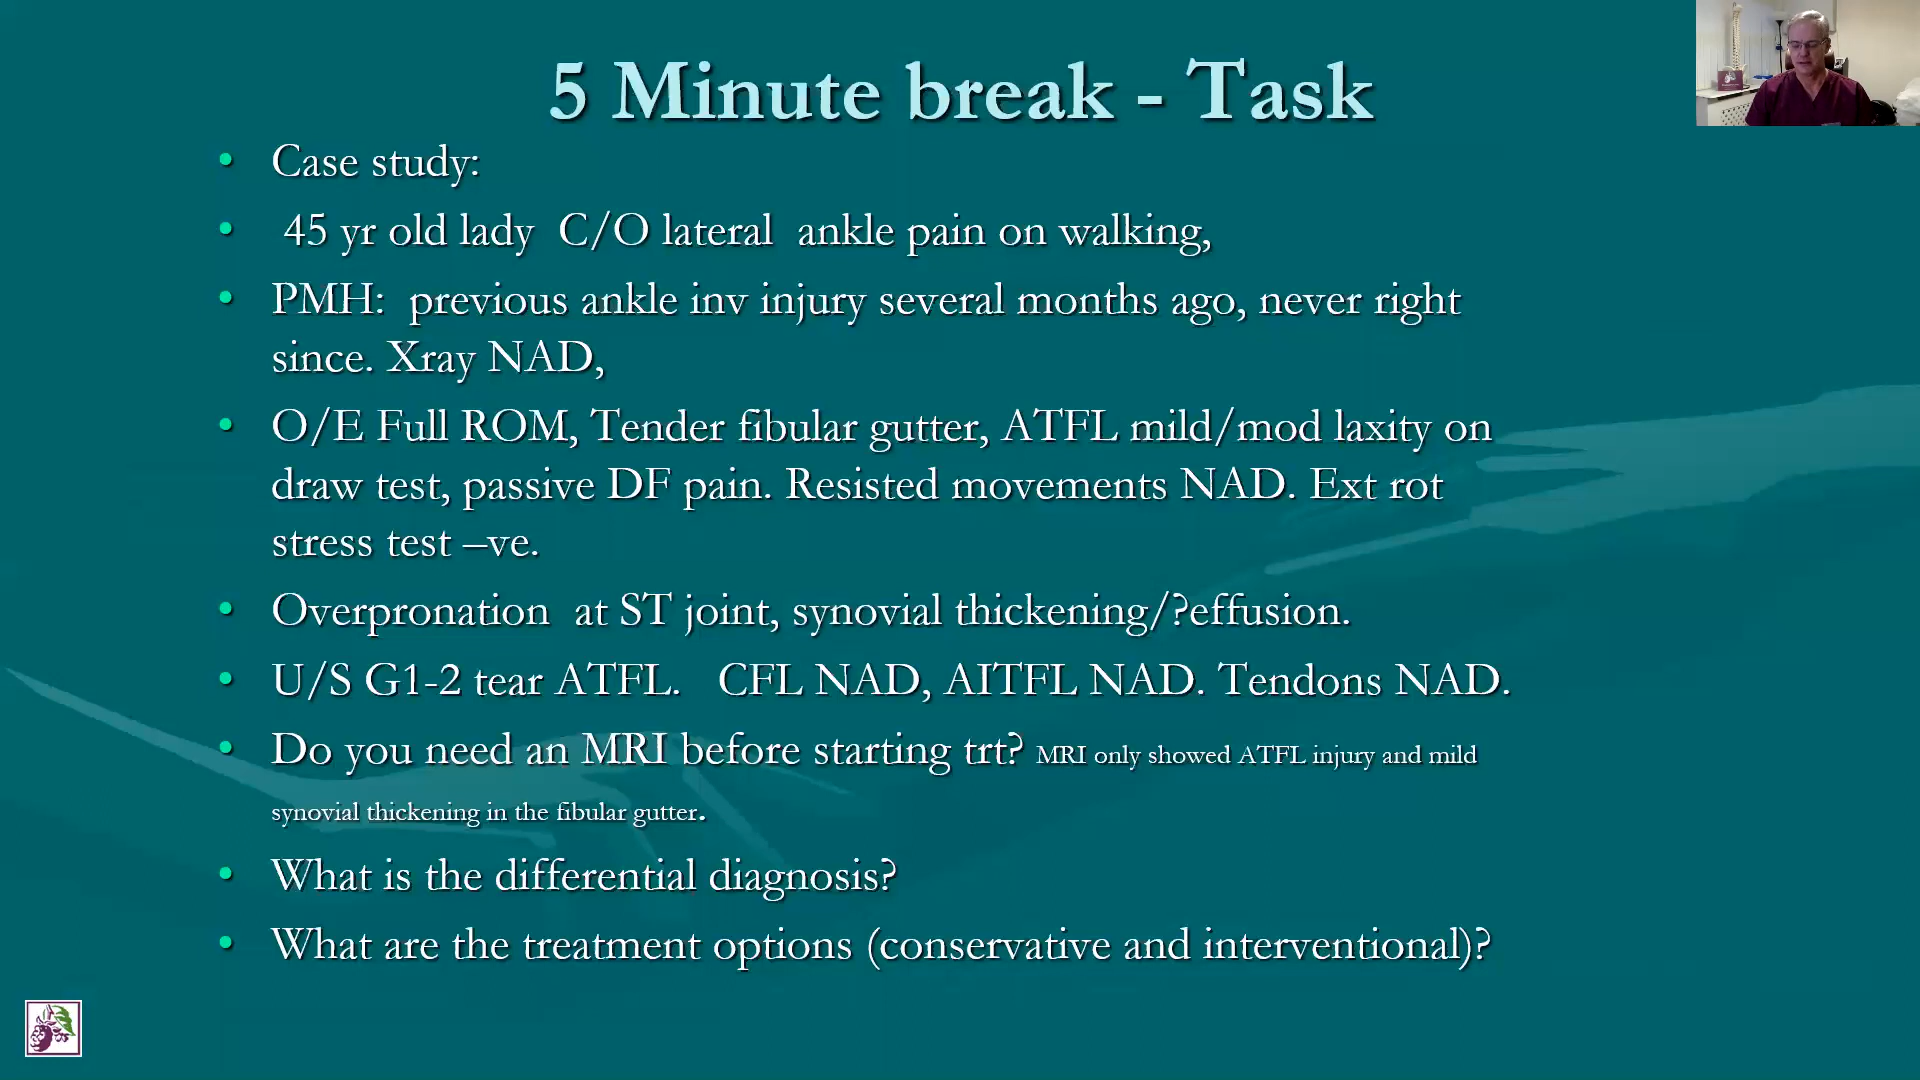 5 Minute break - Task
• Case study:
• 45 yr old lady C/O lateral ankle pain on walking,
• PMH: previous ankle inv injury several months ago, never right
since. Xray NAD,
• O/E Full ROM, Tender fibular gutter, ATFL mild/mod laxity on
draw test, passive DF pain. Resisted movements NAD. Ext rot
stress test –ve.
• Overpronation at ST joint, synovial thickening/?effusion.
• U/S G1-2 tear ATFL. CFL NAD, AITFL NAD. Tendons NAD.
• Do you need an MRI before starting trt? MRI only showed ATFL injury and mild
synovial thickening in the fibular gutter.
• What is the differential diagnosis?
• What are the treatment options (conservative and interventional)?